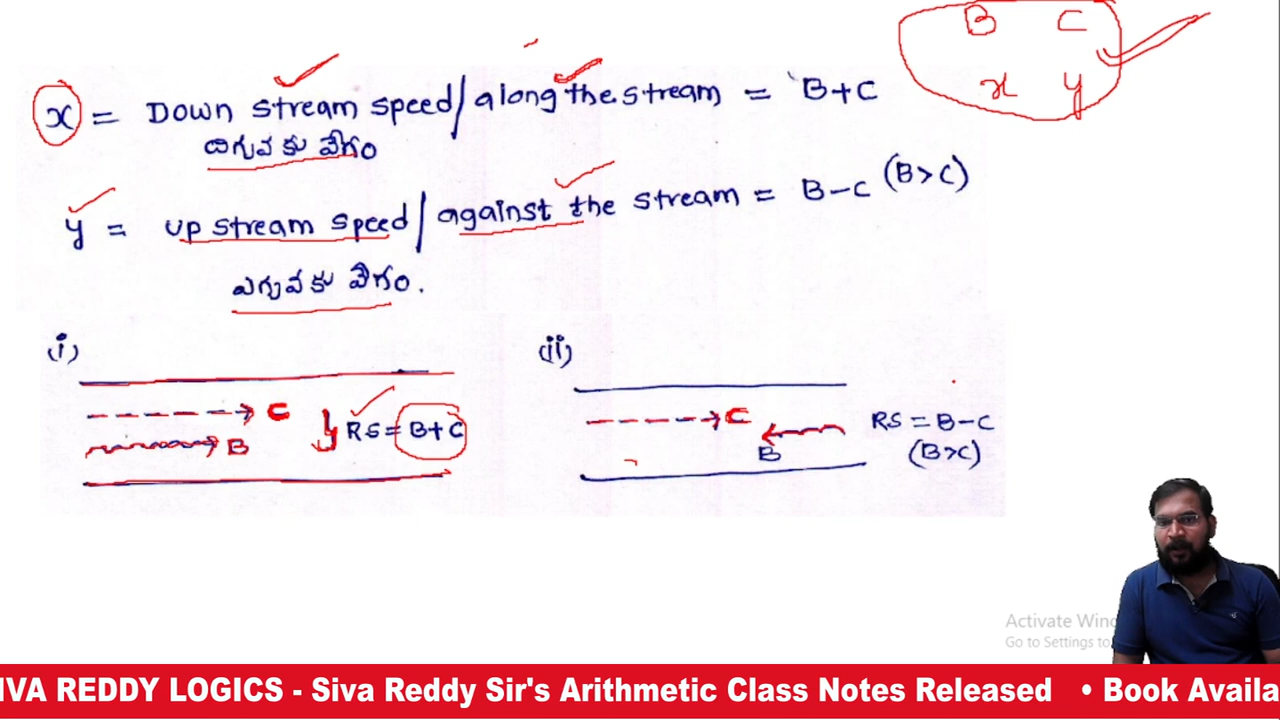 B C
x y
x = Down stream speed/along the stream = B+C
దిగువకు వేగం
y = up stream speed/against the stream = B-C (B>C)
ఎగువకు వేగం.
(i)
C
B
RS = B+C
(ii)
C
B
RS = B-C
(B>C)
Activate Wind
Go to Settings to
IVA REDDY LOGICS - Siva Reddy Sir's Arithmetic Class Notes Released • Book Availa